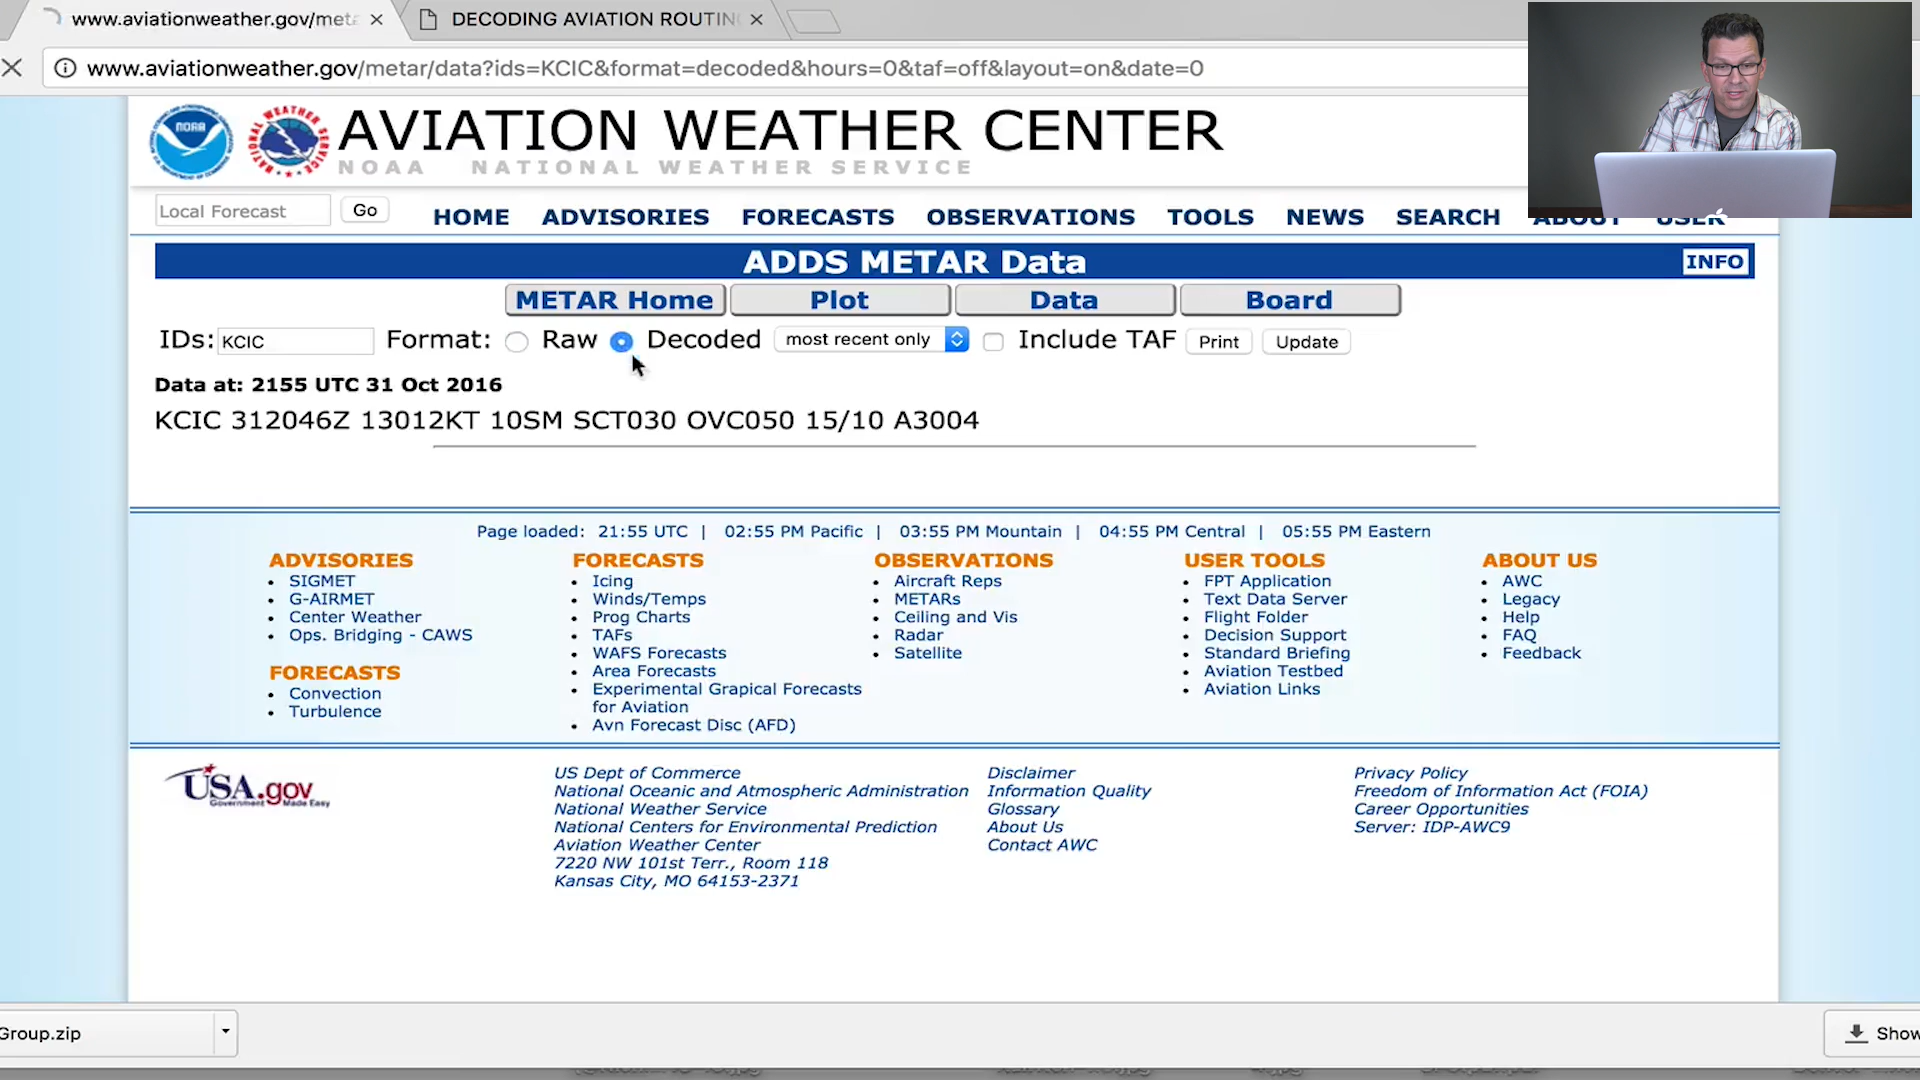 www.aviationweather.gov/meta
DECODING AVIATION ROUTIN
www.aviationweather.gov/metar/data?ids=KCIC&format=decoded&hours=0&taf=off&layout=on&date=0
NOAA
AVIATION WEATHER CENTER
NOAA NATIONAL WEATHER SERVICE
Local Forecast Go HOME ADVISORIES FORECASTS OBSERVATIONS TOOLS NEWS SEARCH ABOUT USER
ADDS METAR Data INFO
METAR Home Plot Data Board
IDs: KCIC Format: Raw Decoded most recent only Include TAF Print Update
Data at: 2155 UTC 31 Oct 2016
KCIC 312046Z 13012KT 10SM SCT030 OVC050 15/10 A3004
Page loaded: 21:55 UTC | 02:55 PM Pacific | 03:55 PM Mountain | 04:55 PM Central | 05:55 PM Eastern
ADVISORIES
SIGMET
G-AIRMET
Center Weather
Ops. Bridging - CAWS
FORECASTS
Convection
Turbulence
FORECASTS
Icing
Winds/Temps
Prog Charts
TAFs
WAFS Forecasts
Area Forecasts
Experimental Grapical Forecasts
for Aviation
Avn Forecast Disc (AFD)
OBSERVATIONS
Aircraft Reps
METARs
Ceiling and Vis
Radar
Satellite
USER TOOLS
FPT Application
Text Data Server
Flight Folder
Decision Support
Standard Briefing
Aviation Testbed
Aviation Links
ABOUT US
AWC
Legacy
Help
FAQ
Feedback
USA.gov
Government Made Easy
US Dept of Commerce
National Oceanic and Atmospheric Administration
National Weather Service
National Centers for Environmental Prediction
Aviation Weather Center
7220 NW 101st Terr., Room 118
Kansas City, MO 64153-2371
Disclaimer
Information Quality
Glossary
About Us
Contact AWC
Privacy Policy
Freedom of Information Act (FOIA)
Career Opportunities
Server: IDP-AWC9
Group.zip
Show